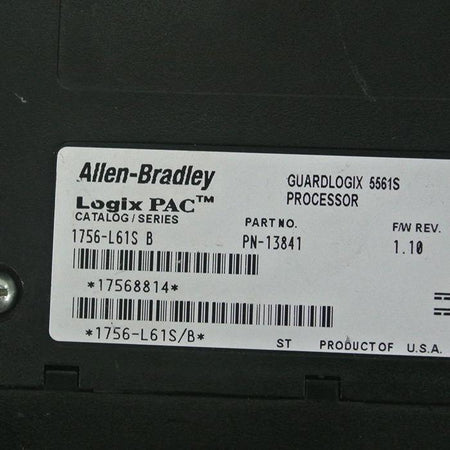 Allen-Bradley
GUARDLOGIX 5561S
PROCESSOR
Logix PAC™
CATALOG/SERIES
PART NO.
F/W REV.
1756-L61S B
PN-13841
1.10
*17568814*
*1756-L61S/B*
ST
PRODUCT OF U.S.A.